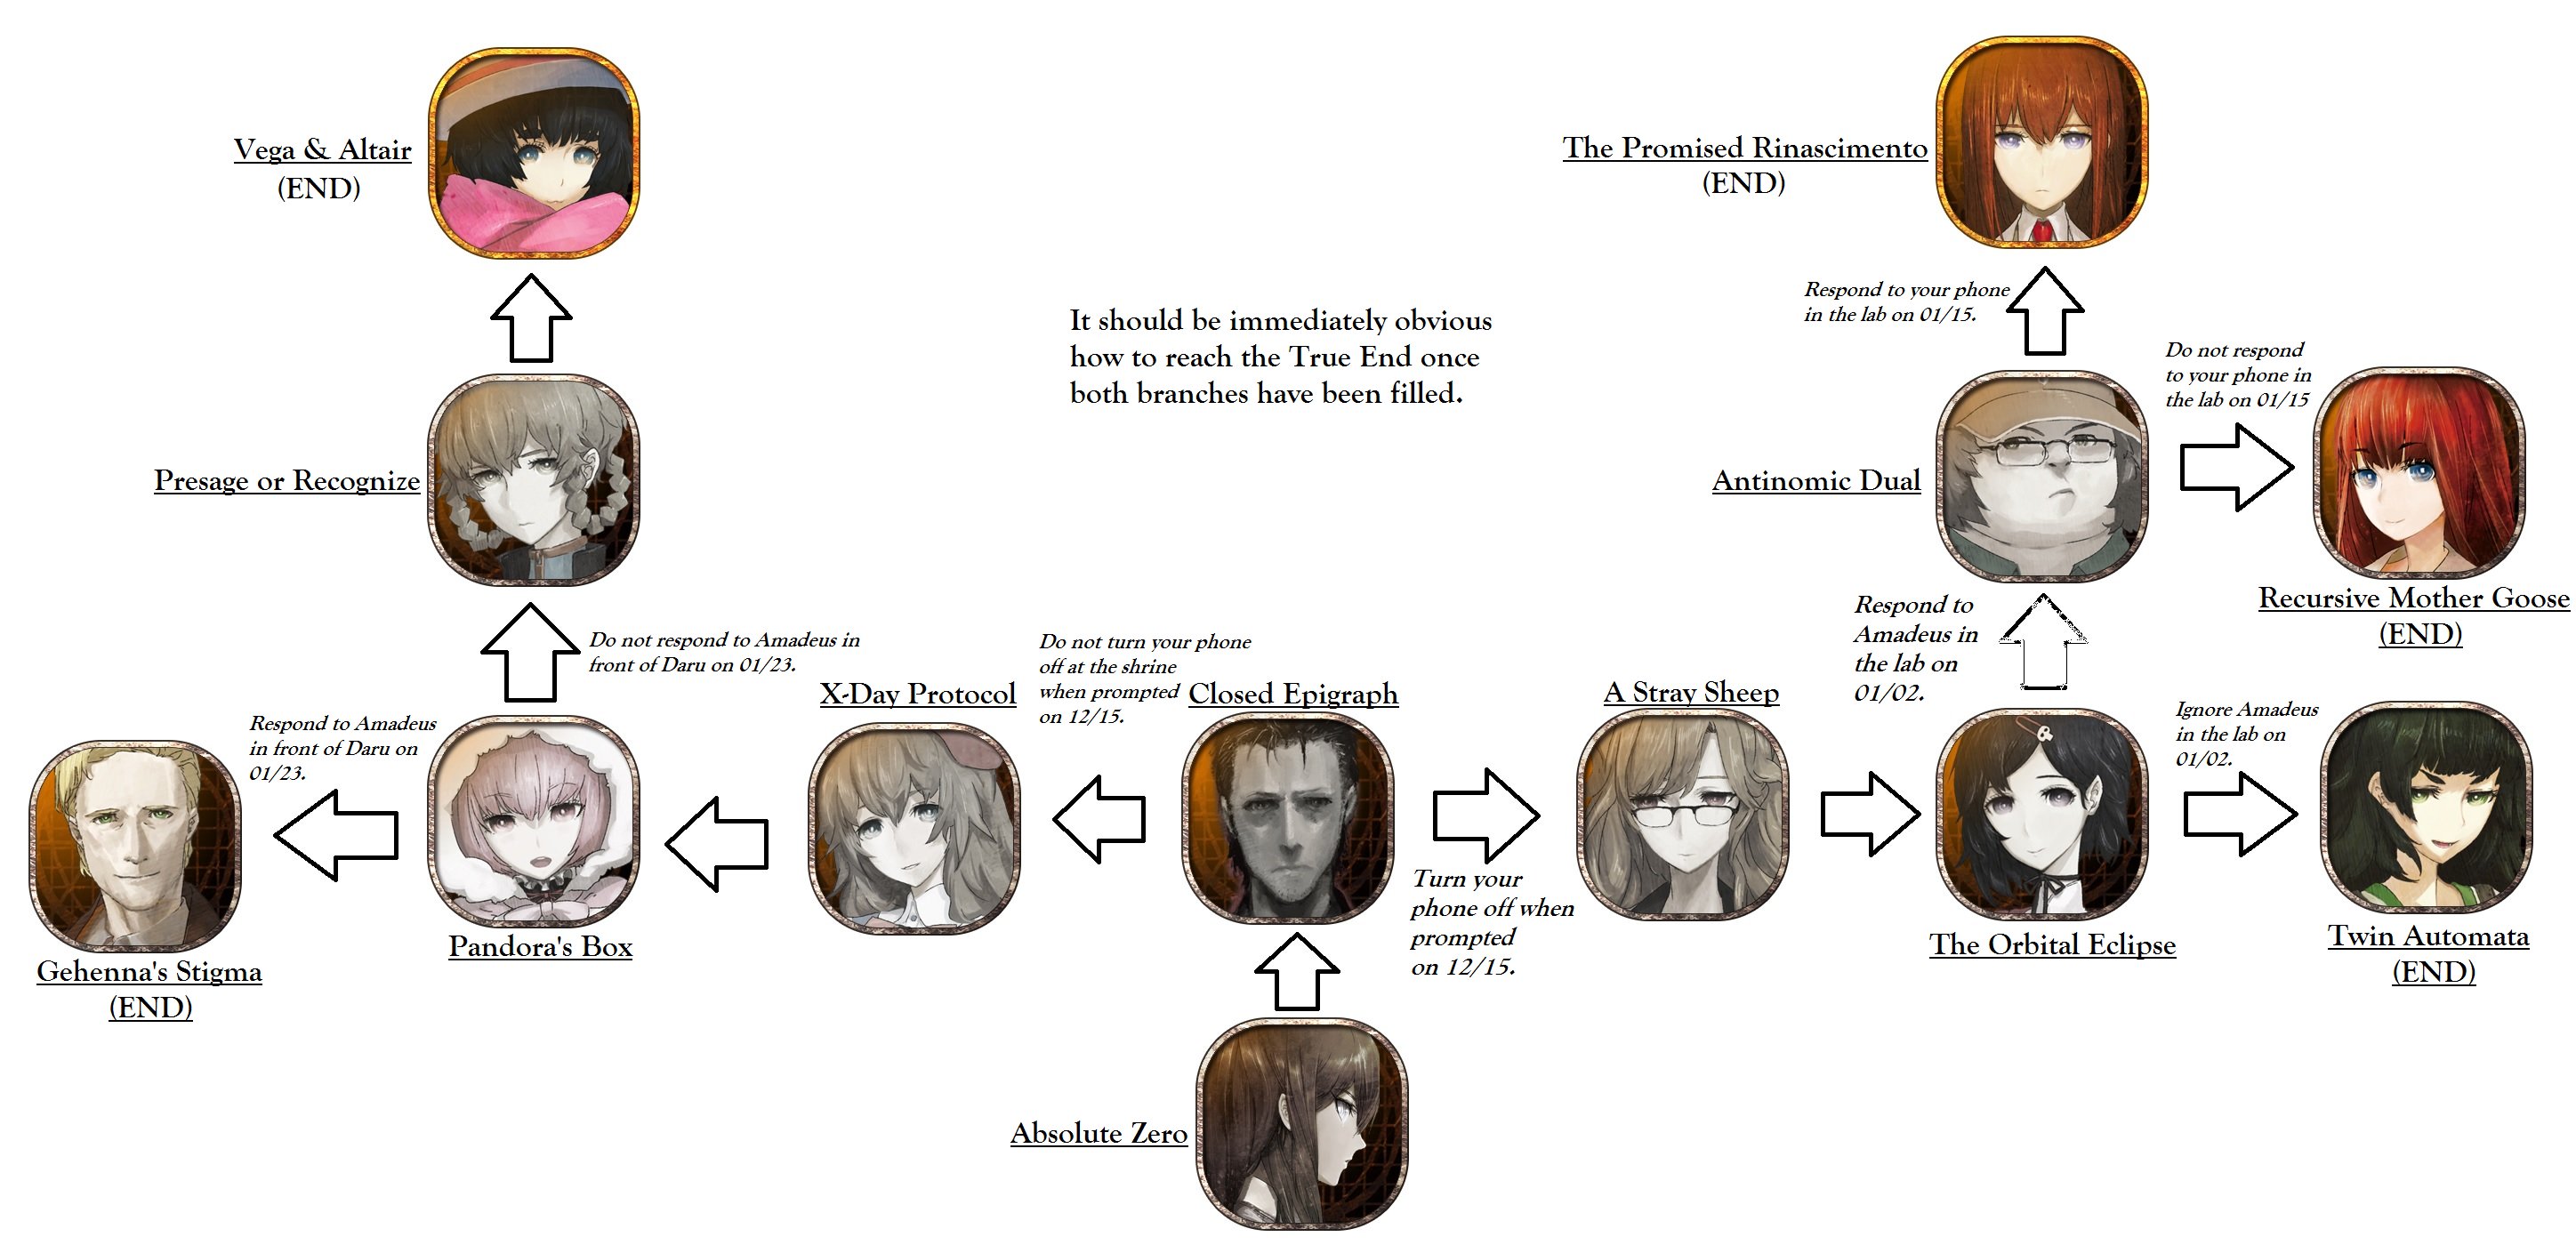 Vega & Altair
(END)
The Promised Rinascimento
(END)
Respond to your phone
in the lab on 01/15.
It should be immediately obvious
how to reach the True End once
both branches have been filled.
Do not respond
to your phone in
the lab on 01/15
Presage or Recognize
Antinomic Dual
Recursive Mother Goose
(END)
Do not respond to Amadeus in
front of Daru on 01/23.
Do not turn your phone
off at the shrine
when prompted
on 12/15.
Respond to
Amadeus in
the lab on
01/02.
X-Day Protocol
Closed Epigraph
A Stray Sheep
Respond to Amadeus
in front of Daru on
01/23.
Ignore Amadeus
in the lab on
01/02.
Turn your
phone off when
prompted
on 12/15.
Gehenna's Stigma
(END)
Pandora's Box
The Orbital Eclipse
Twin Automata
(END)
Absolute Zero